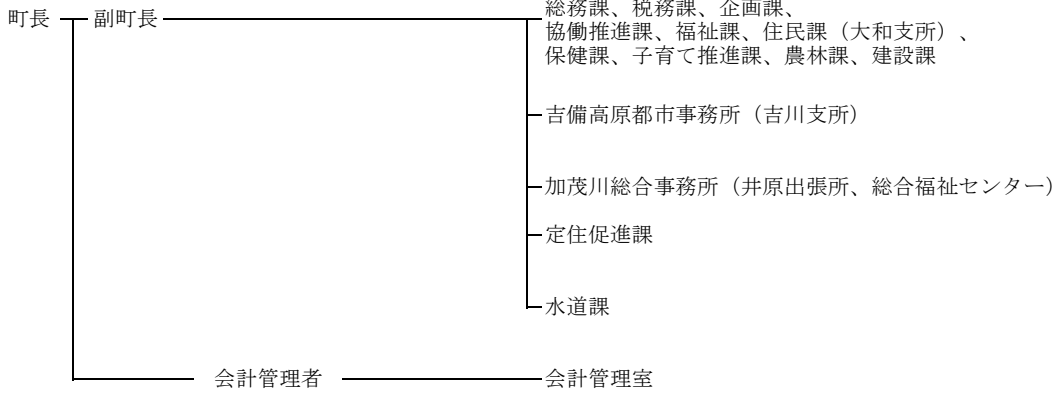 総務課、税務課、企画課、
町長 副町長 協働推進課、福祉課、住民課（大和支所）、
保健課、子育て推進課、農林課、建設課
吉備高原都市事務所（吉川支所）
加茂川総合事務所（井原出張所、総合福祉センター）
定住促進課
水道課
会計管理者 会計管理室